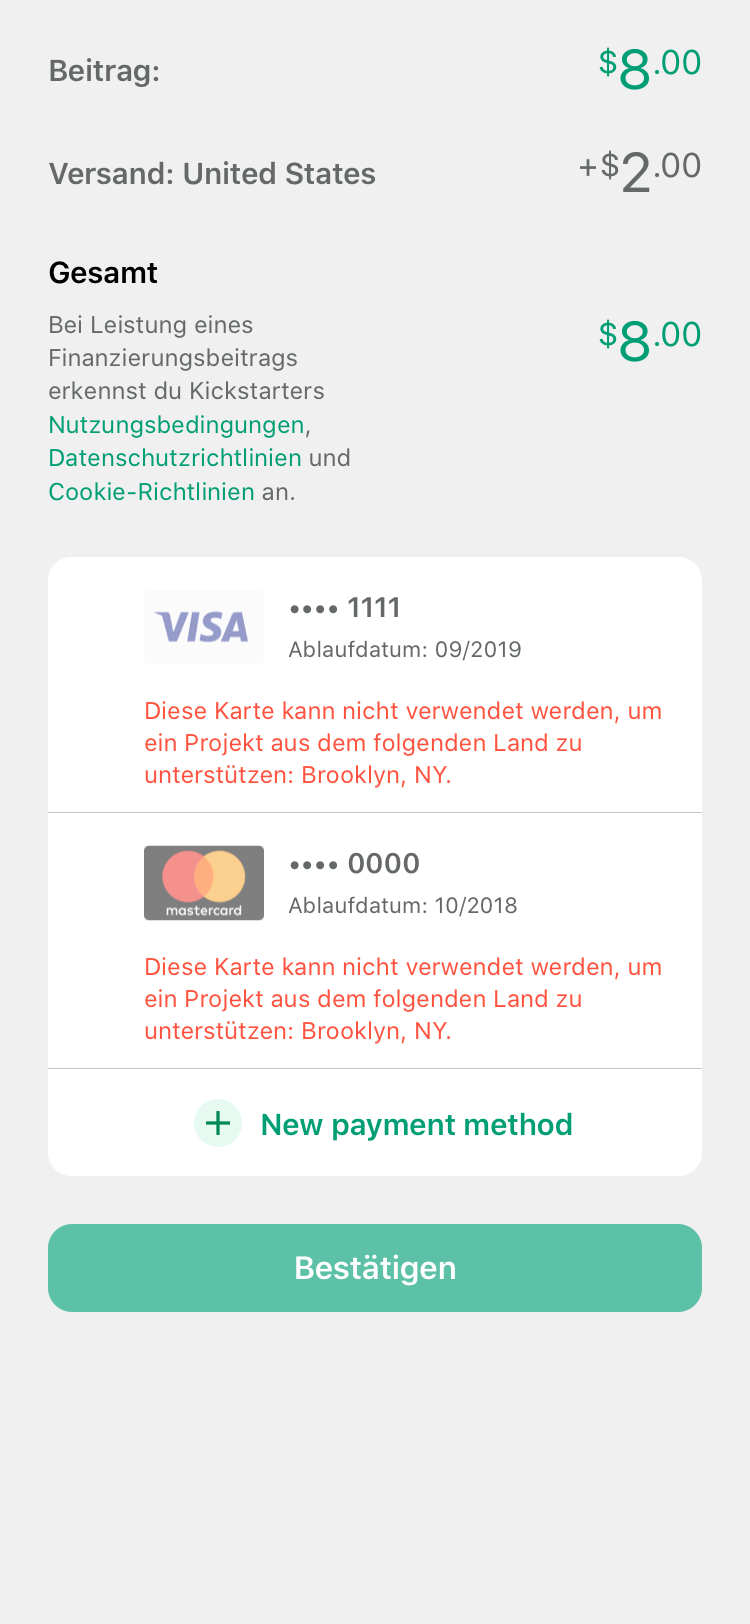 Beitrag: $8.00
Versand: United States +$2.00
Gesamt
Bei Leistung eines
Finanzierungsbeitrags
erkennst du Kickstarters
Nutzungsbedingungen,
Datenschutzrichtlinien und
Cookie-Richtlinien an.
$8.00
VISA
•••• 1111
Ablaufdatum: 09/2019
Diese Karte kann nicht verwendet werden, um
ein Projekt aus dem folgenden Land zu
unterstützen: Brooklyn, NY.
mastercard
•••• 0000
Ablaufdatum: 10/2018
Diese Karte kann nicht verwendet werden, um
ein Projekt aus dem folgenden Land zu
unterstützen: Brooklyn, NY.
+ New payment method
Bestätigen